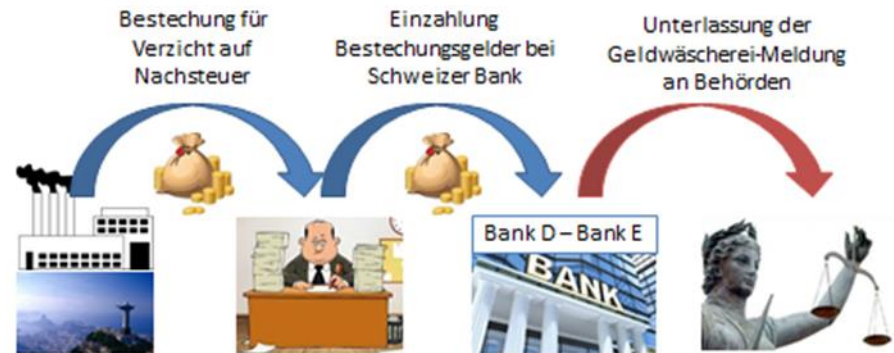 Bestechung für
Verzicht auf
Nachsteuer
Einzahlung
Bestechungsgelder bei
Schweizer Bank
Unterlassung der
Geldwäscherei-Meldung
an Behörden
Bank D – Bank E
BANK